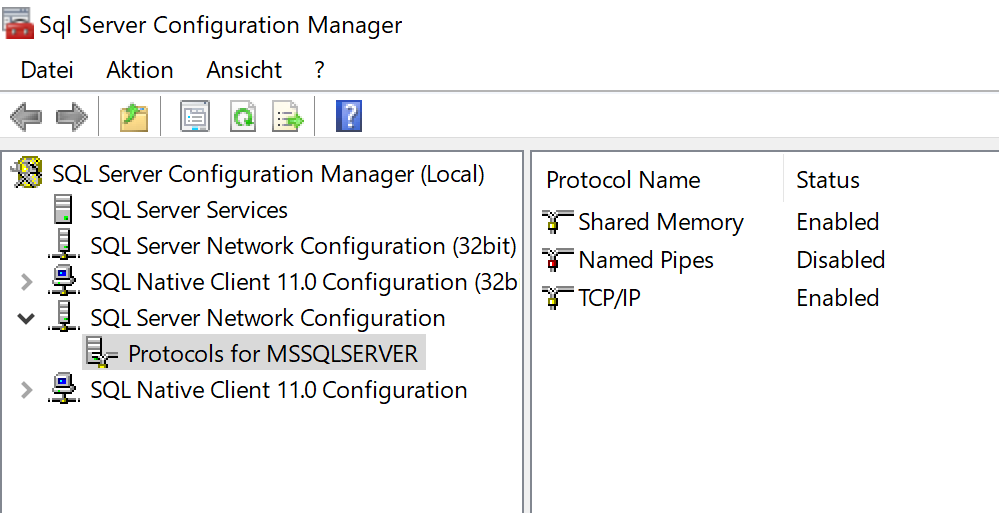 Sql Server Configuration Manager
Datei Aktion Ansicht ?
SQL Server Configuration Manager (Local)
SQL Server Services
SQL Server Network Configuration (32bit)
SQL Native Client 11.0 Configuration (32b
SQL Server Network Configuration
Protocols for MSSQLSERVER
SQL Native Client 11.0 Configuration
Protocol Name Status
Shared Memory Enabled
Named Pipes Disabled
TCP/IP Enabled